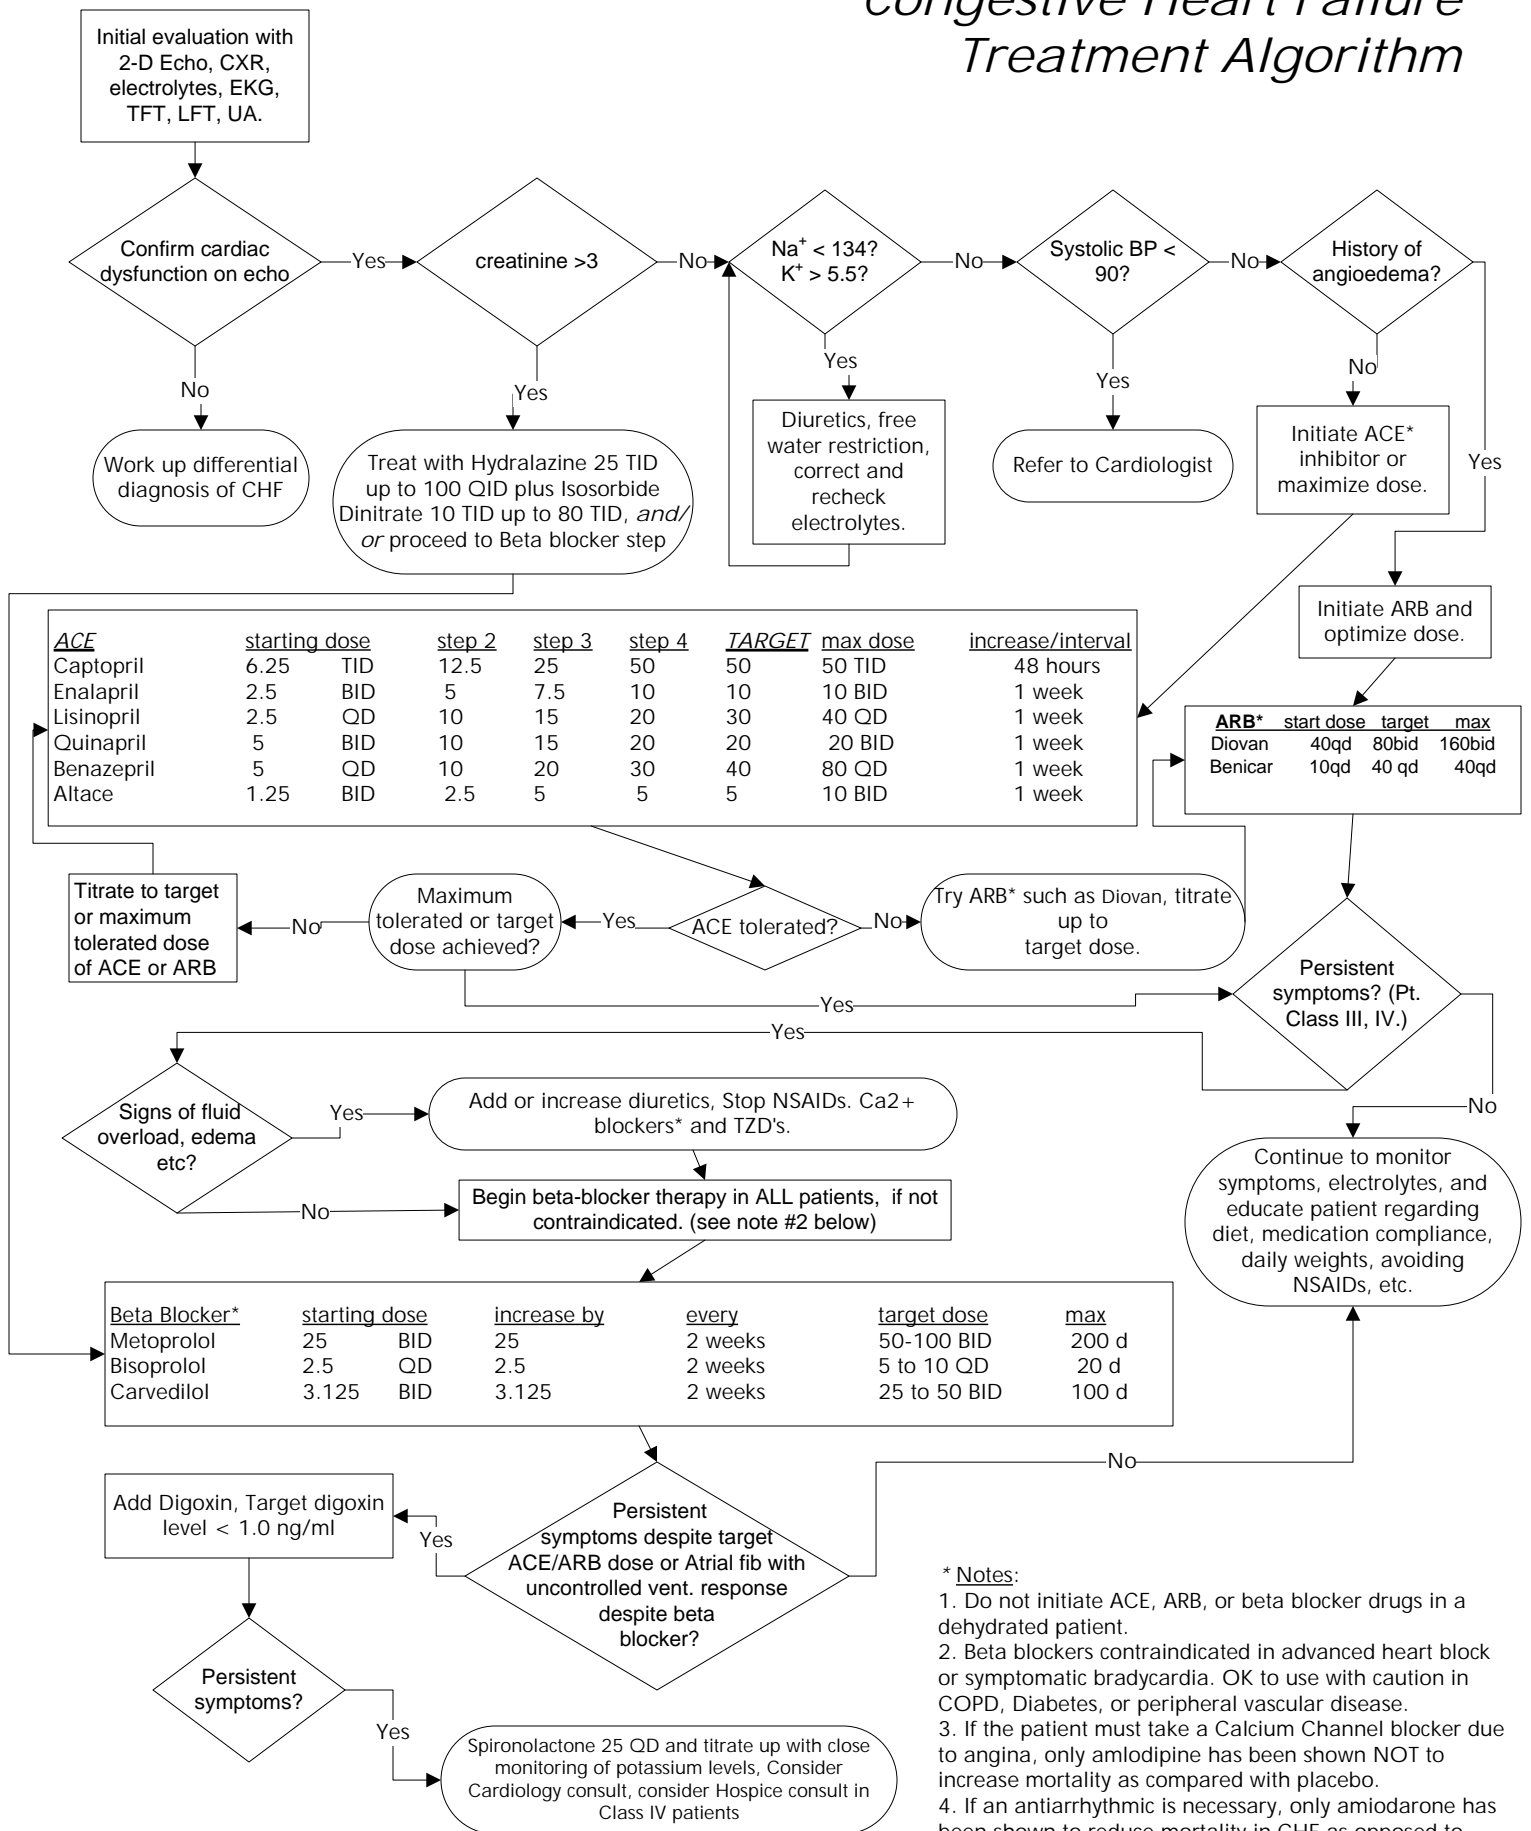 Congestive Heart Failure
Treatment Algorithm
Initial evaluation with
2-D Echo, CXR,
electrolytes, EKG,
TFT, LFT, UA.
Confirm cardiac
dysfunction on echo
Yes
creatinine >3
No
Na+ < 134?
K+ > 5.5?
No
Systolic BP <
90?
No
History of
angioedema?
No
Yes
Yes
Yes
No
Yes
Work up differential
diagnosis of CHF
Treat with Hydralazine 25 TID
up to 100 QID plus Isosorbide
Dinitrate 10 TID up to 80 TID, and/
or proceed to Beta blocker step
Diuretics, free
water restriction,
correct and
recheck
electrolytes.
Refer to Cardiologist
Initiate ACE*
inhibitor or
maximize dose.
Initiate ARB and
optimize dose.
ACE starting dose step 2 step 3 step 4 TARGET max dose increase/interval
Captopril 6.25 TID 12.5 25 50 50 50 TID 48 hours
Enalapril 2.5 BID 5 7.5 10 10 10 BID 1 week
Lisinopril 2.5 QD 10 15 20 30 40 QD 1 week
Quinapril 5 BID 10 15 20 20 20 BID 1 week
Benazepril 5 QD 10 20 30 40 80 QD 1 week
Altace 1.25 BID 2.5 5 5 5 10 BID 1 week
ARB* start dose target max
Diovan 40qd 80bid 160bid
Benicar 10qd 40 qd 40qd
Titrate to target
or maximum
tolerated dose
of ACE or ARB
No
Maximum
tolerated or target
dose achieved?
Yes
ACE tolerated?
No
Try ARB* such as Diovan, titrate
up to
target dose.
Persistent
symptoms? (Pt.
Class III, IV.)
Yes
Yes
No
Signs of fluid
overload, edema
etc?
Yes
Add or increase diuretics, Stop NSAIDs. Ca2+
blockers* and TZD's.
No
Begin beta-blocker therapy in ALL patients, if not
contraindicated. (see note #2 below)
Continue to monitor
symptoms, electrolytes, and
educate patient regarding
diet, medication compliance,
daily weights, avoiding
NSAIDs, etc.
Beta Blocker* starting dose increase by every target dose max
Metoprolol 25 BID 25 2 weeks 50-100 BID 200 d
Bisoprolol 2.5 QD 2.5 2 weeks 5 to 10 QD 20 d
Carvedilol 3.125 BID 3.125 2 weeks 25 to 50 BID 100 d
No
Add Digoxin, Target digoxin
level < 1.0 ng/ml
Yes
Persistent
symptoms despite target
ACE/ARB dose or Atrial fib with
uncontrolled vent. response
despite beta
blocker?
Persistent
symptoms?
Yes
Spironolactone 25 QD and titrate up with close
monitoring of potassium levels, Consider
Cardiology consult, consider Hospice consult in
Class IV patients
* Notes:
1. Do not initiate ACE, ARB, or beta blocker drugs in a
dehydrated patient.
2. Beta blockers contraindicated in advanced heart block
or symptomatic bradycardia. OK to use with caution in
COPD, Diabetes, or peripheral vascular disease.
3. If the patient must take a Calcium Channel blocker due
to angina, only amlodipine has been shown NOT to
increase mortality as compared with placebo.
4. If an antiarrhythmic is necessary, only amiodarone has
been shown to reduce mortality in CHF as opposed to